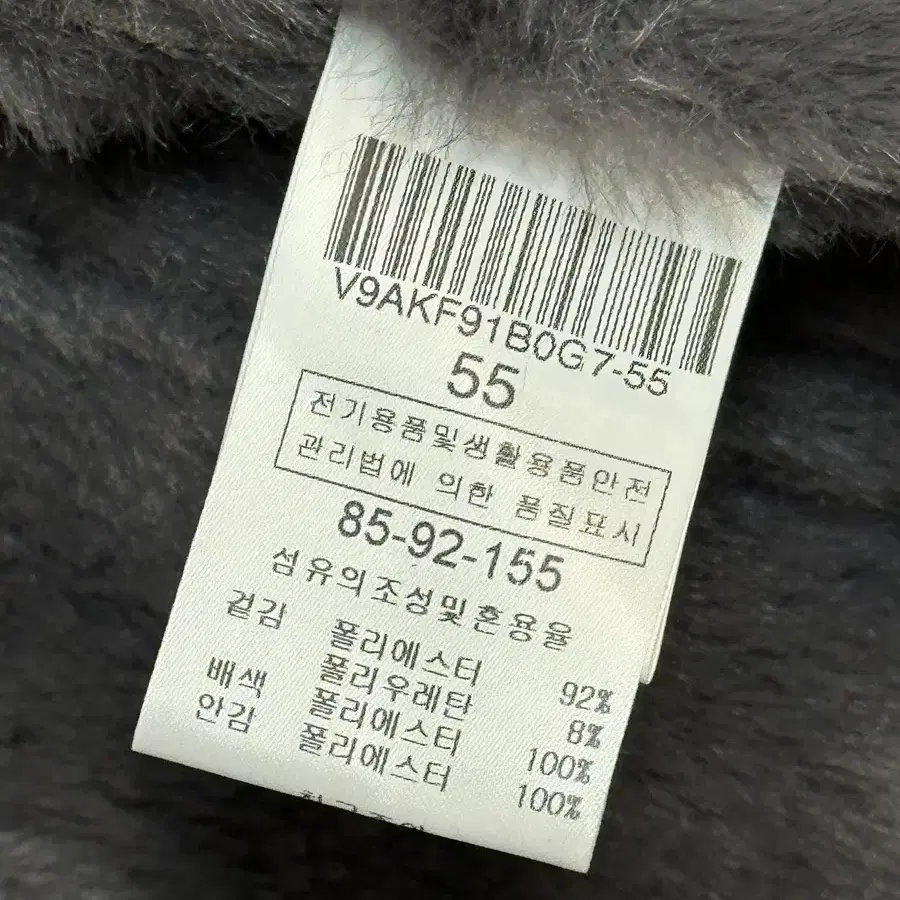 V9AKF91B0G7-55
55
전기용품및생활용품안전
관리법에 의한 품질표시
85-92-155
섬유의조성및혼용율
겉감 폴리에스터 92%
폴리우레탄 8%
배색 폴리에스터 100%
안감 폴리에스터 100%